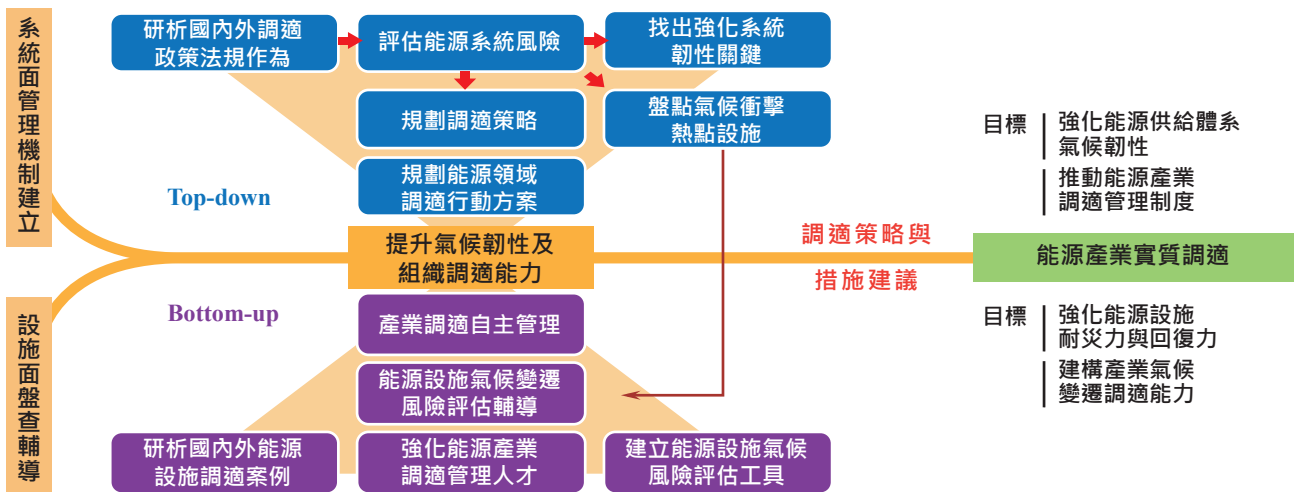 系統面管理機制建立
研析國內外調適
政策法規作為
評估能源系統風險
找出強化系統
韌性關鍵
規劃調適策略
盤點氣候衝擊
熱點設施
規劃能源領域
調適行動方案
Top-down
提升氣候韌性及
組織調適能力
調適策略與
措施建議
目標
強化能源供給體系
氣候韌性
推動能源產業
調適管理制度
能源產業實質調適
設施面盤查輔導
Bottom-up
產業調適自主管理
能源設施氣候變遷
風險評估輔導
研析國內外能源
設施調適案例
強化能源產業
調適管理人才
建立能源設施氣候
風險評估工具
目標
強化能源設施
耐災力與回復力
建構產業氣候
變遷調適能力